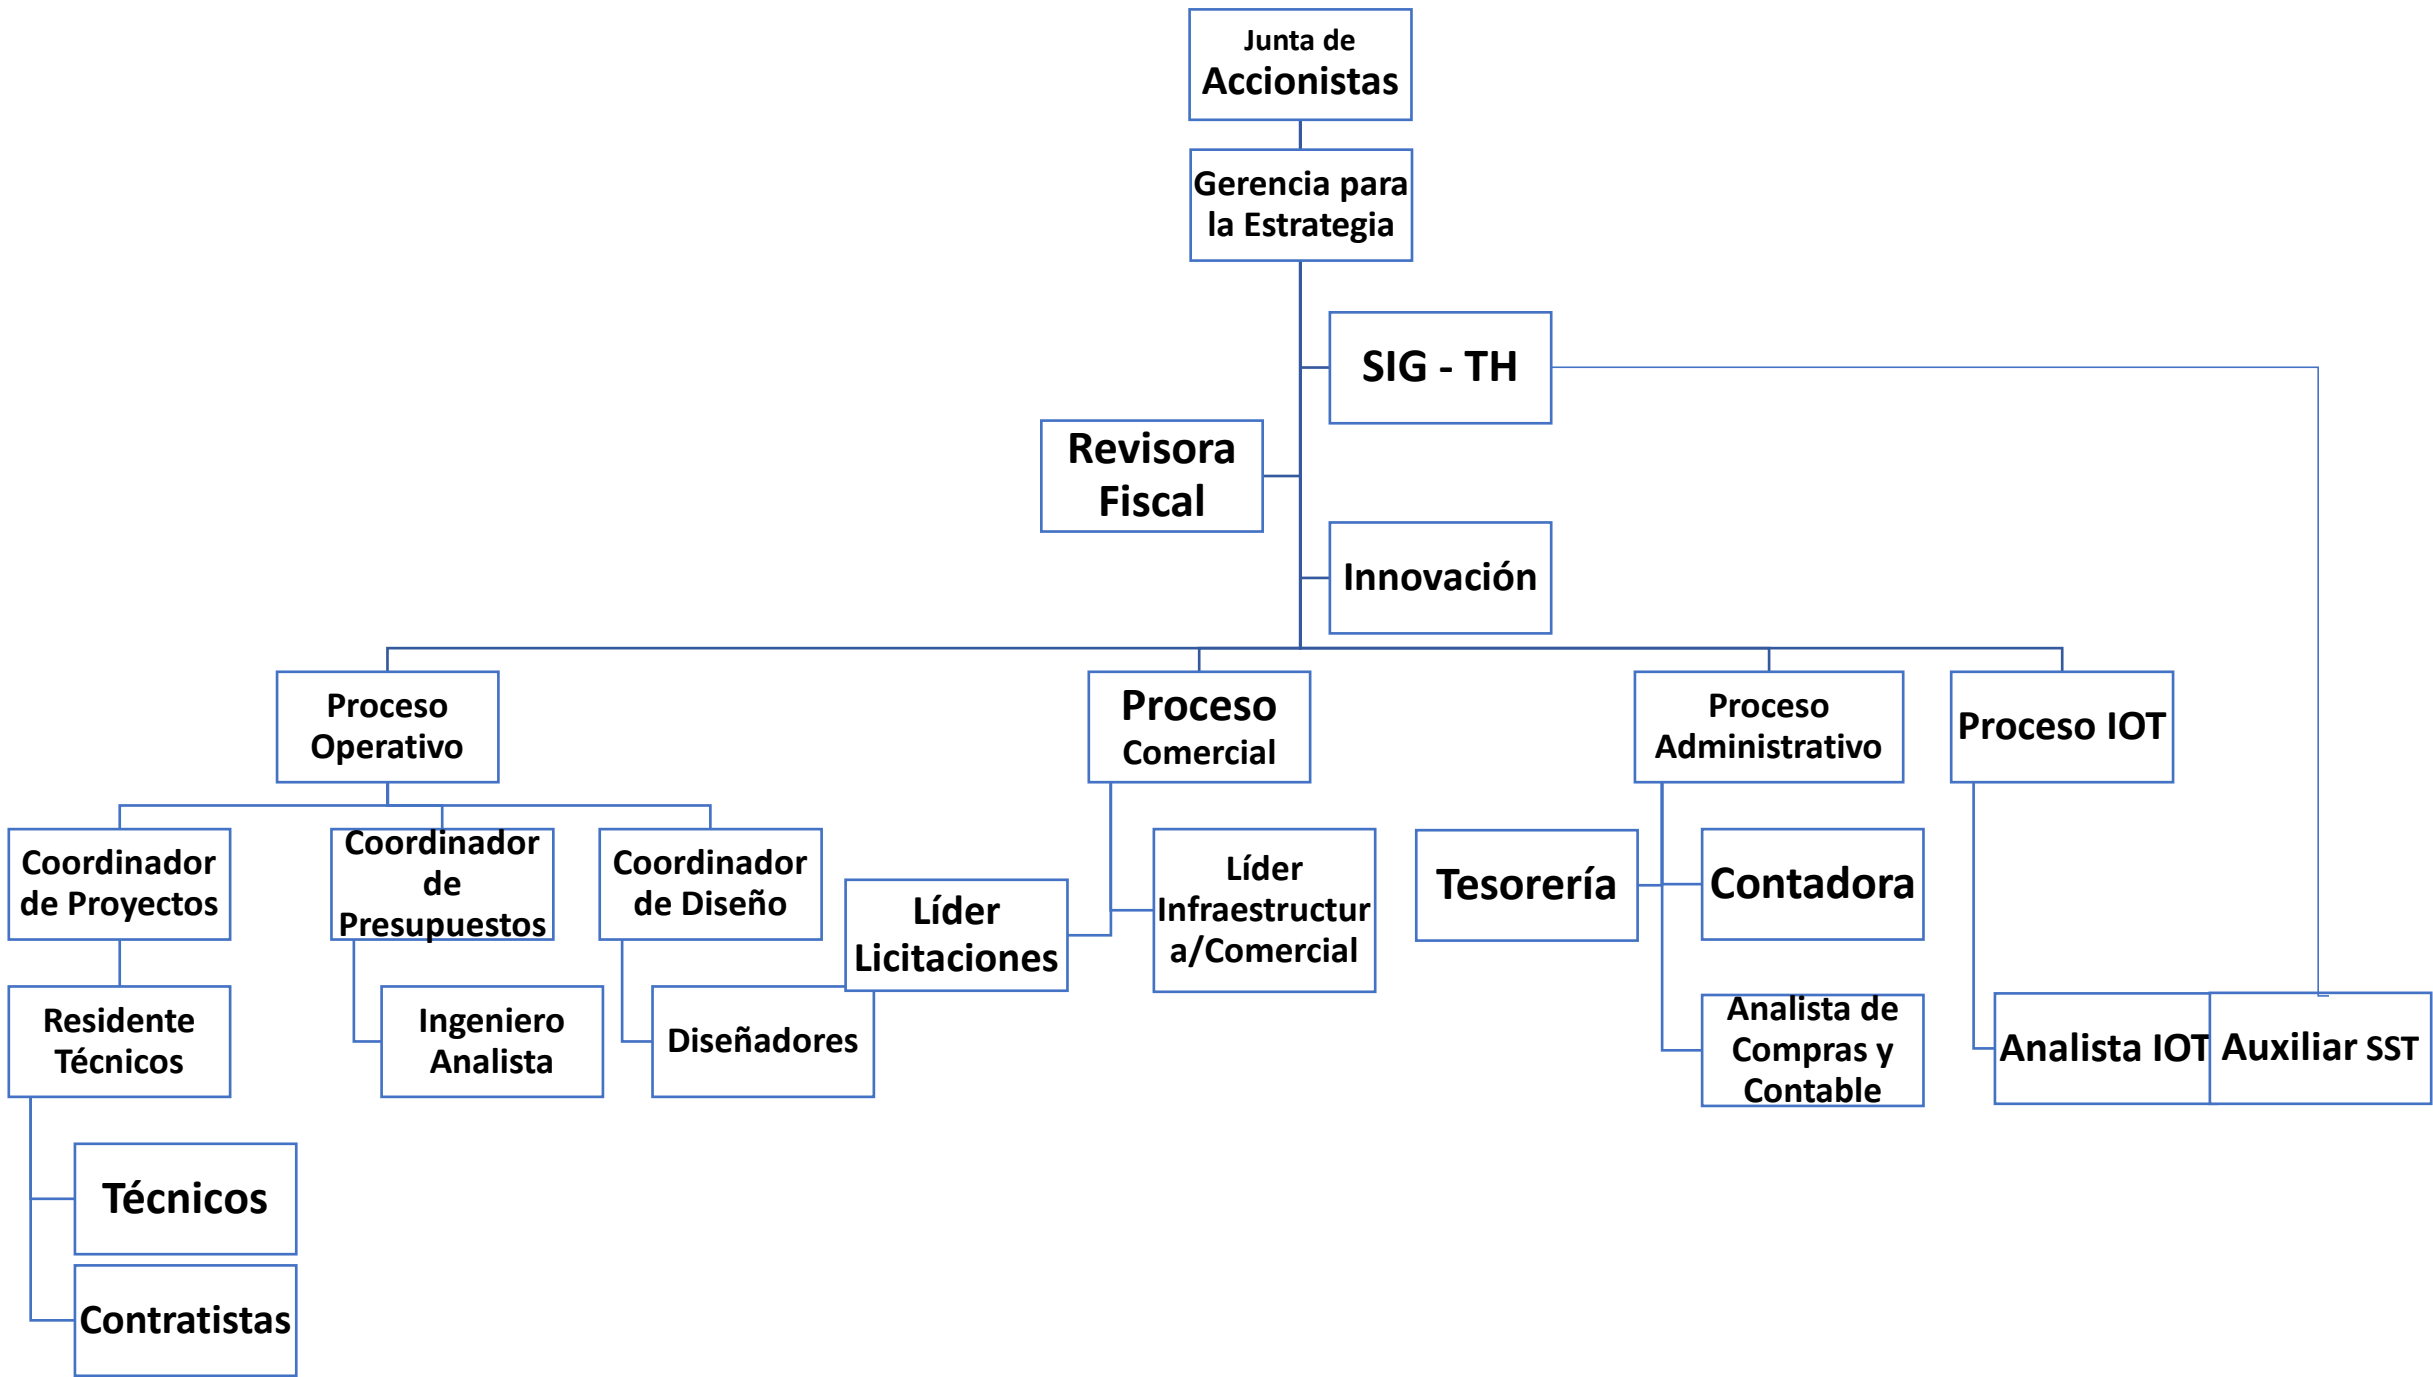 Junta de
Accionistas
Gerencia para
la Estrategia
SIG - TH
Revisora
Fiscal
Innovación
Proceso
Operativo
Proceso
Comercial
Proceso
Administrativo
Proceso IOT
Coordinador
de Proyectos
Coordinador
de
Presupuestos
Coordinador
de Diseño
Líder
Licitaciones
Líder
Infraestructur
a/Comercial
Tesorería
Contadora
Residente
Técnicos
Ingeniero
Analista
Diseñadores
Analista de
Compras y
Contable
Analista IOT
Auxiliar SST
Técnicos
Contratistas